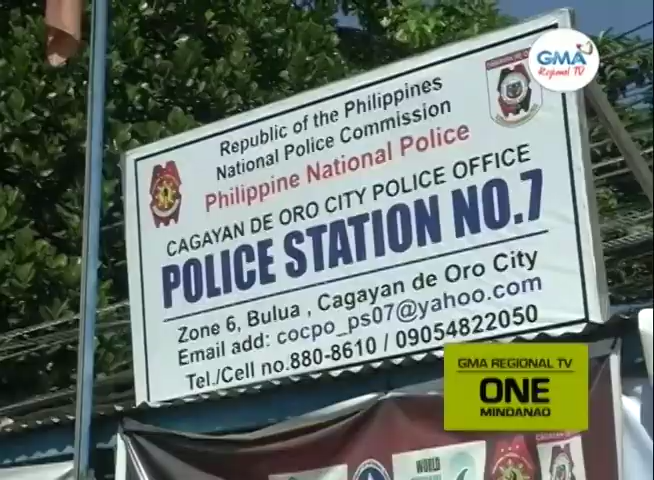 GMA
Regional TV
Republic of the Philippines
National Police Commission
Philippine National Police
CAGAYAN DE ORO CITY POLICE OFFICE
POLICE STATION NO.7
Zone 6, Bulua , Cagayan de Oro City
Email add: cocpo_ps07@yahoo.com
Tel./Cell no.880-8610 / 09054822050
GMA REGIONAL TV
ONE
MINDANAO
WORLD